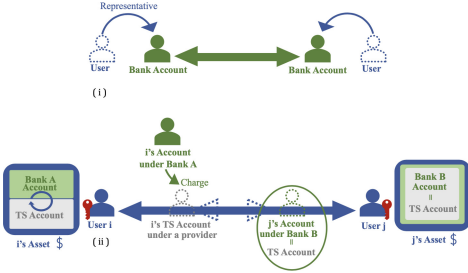 Representative
User
Bank Account
Bank Account
User
( i )
i's Account
under Bank A
Charge
Bank A
Account
TS Account
i's Asset $
User i
( ii )
i's TS Account
under a provider
j's Account
under Bank B
=
TS Account
User j
Bank B
Account
=
TS Account
j's Asset $